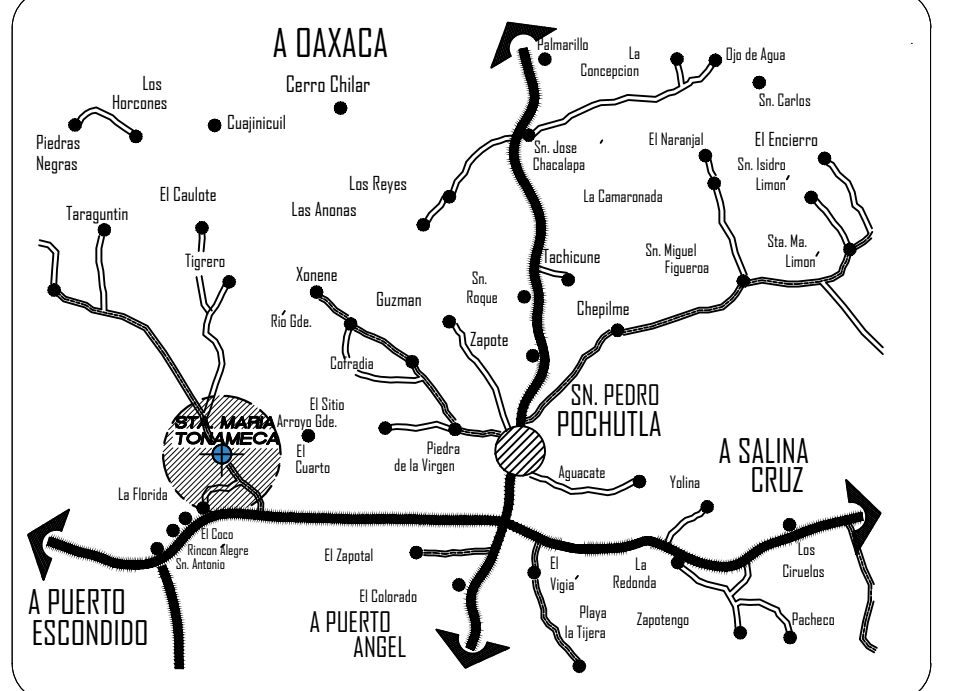 A OAXACA
Palmarillo
La
Concepcion
Ojo de Agua
Cerro Chilar
Los
Horcones
Sn. Carlos
Cuajinicuil
Piedras
Negras
Sn. Jose
Chacalapa
El Naranjal
El Encierro
Sn. Isidro
Limon´
Los Reyes
Las Anonas
La Camaronada
El Caulote
Taraguntin
Tigrero
Tachicune
Sn. Miguel
Figueroa
Sta. Ma.
Limon´
Xonene
Sn.
Roque
Guzman
Chepilme
Rió Gde.
Zapote
Cofradia
SN. PEDRO
POCHUTLA
El Sitio
Arroyo Gde.
STA. MARIA
TONAMECA
El
Cuarto
Piedra
de la Virgen
A SALINA
CRUZ
Aguacate
Yolina
La Florida
El Coco
Rincon Álegre
Sn. Antonio
El Zapotal
El
Vigia´
La
Redonda
Los
Ciruelos
A PUERTO
ESCONDIDO
El Colorado
A PUERTO
ANGEL
Playa
la Tijera
Zapotengo
Pacheco